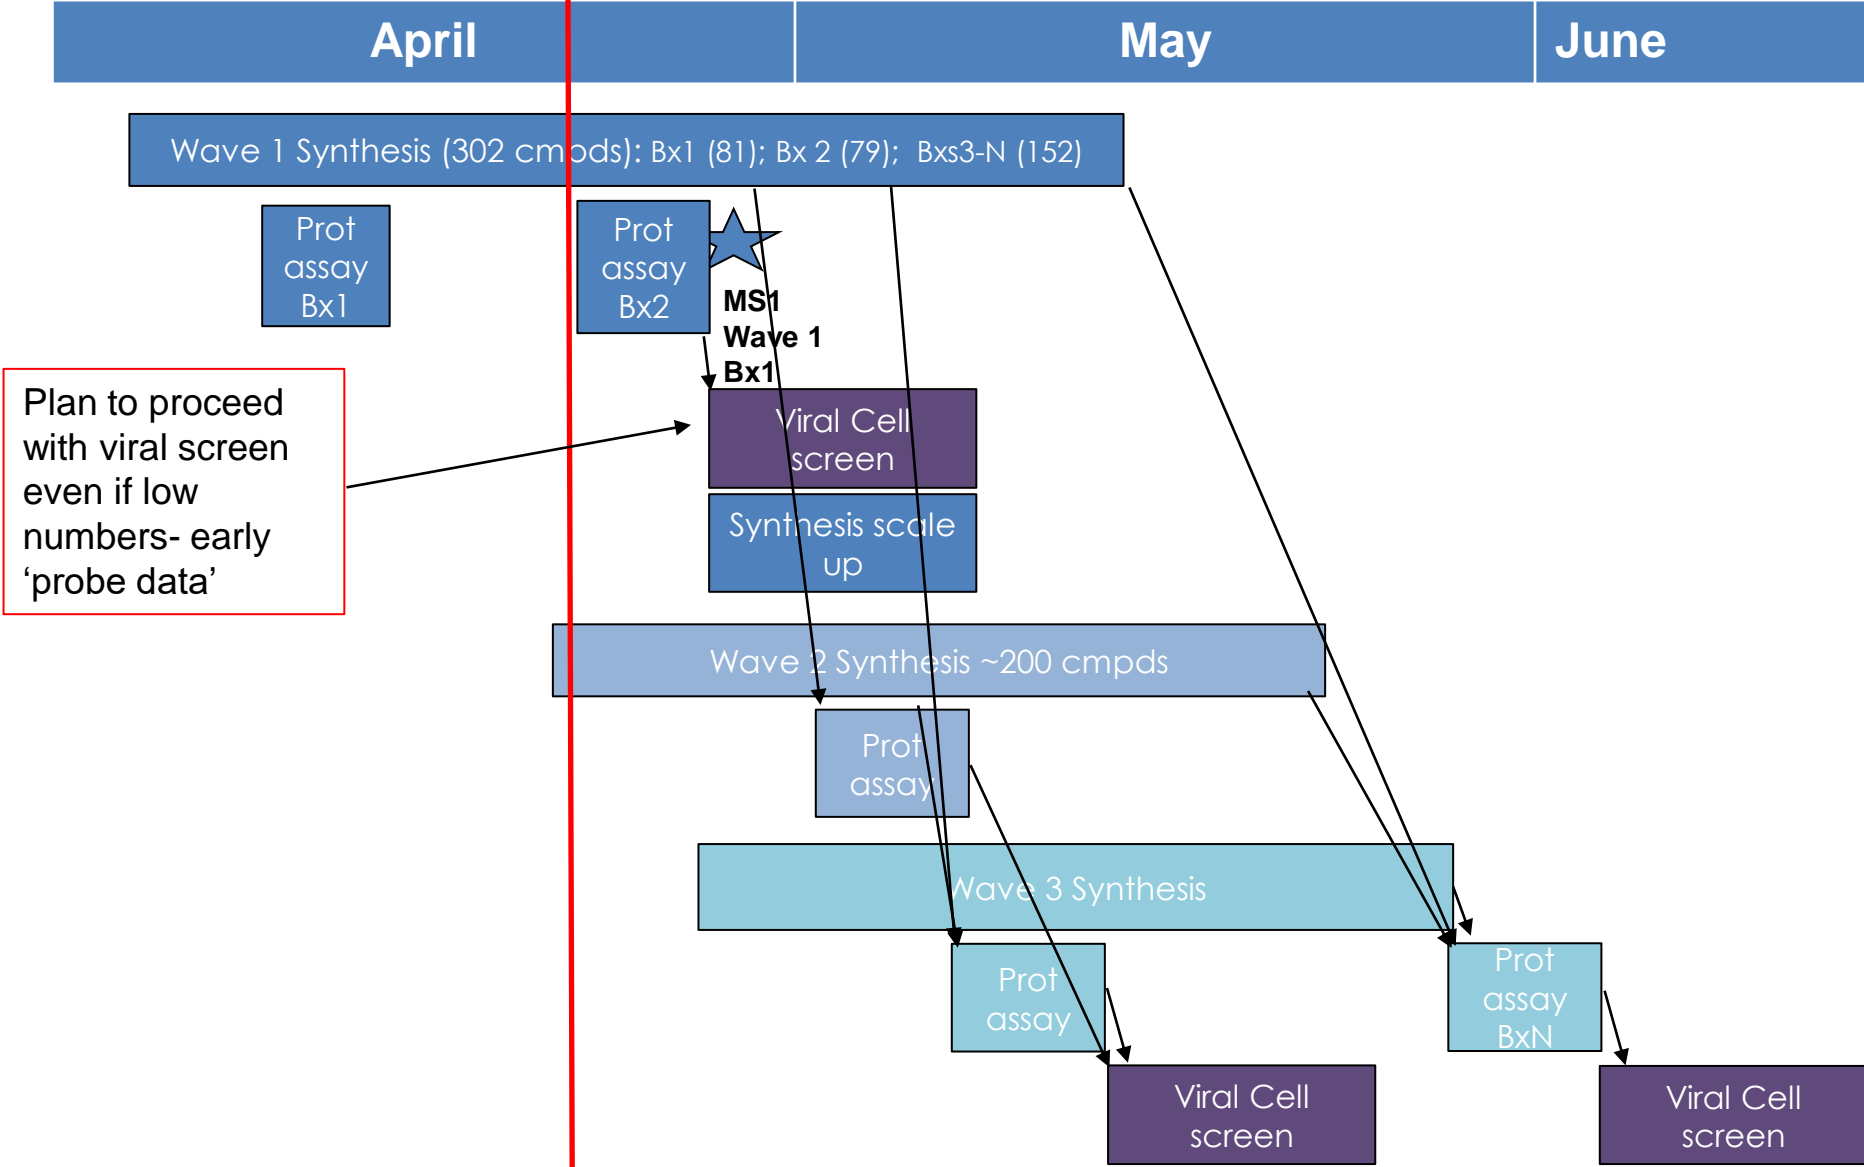 April
May
June
Wave 1 Synthesis (302 cmpds): Bx1 (81); Bx 2 (79); Bxs3-N (152)
Prot
assay
Bx1
Prot
assay
Bx2
MS1
Wave 1
Bx1
Plan to proceed
with viral screen
even if low
numbers- early
‘probe data’
Viral Cell
screen
Synthesis scale
up
Wave 2 Synthesis ~200 cmpds
Prot
assay
Wave 3 Synthesis
Prot
assay
Prot
assay
BxN
Viral Cell
screen
Viral Cell
screen